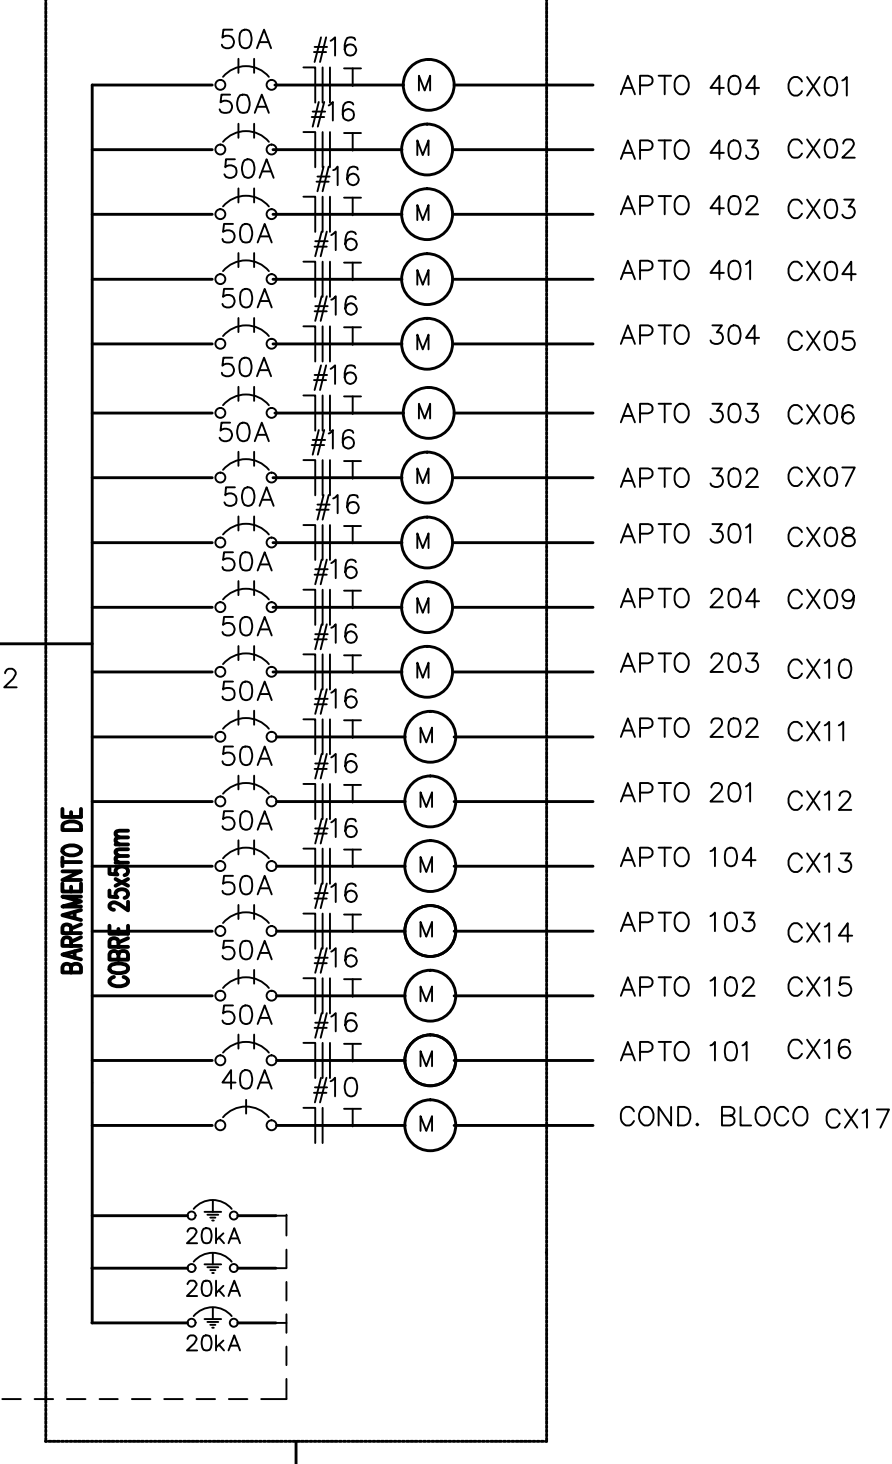 50A #16 M APTO 404 CX01
50A #16 M APTO 403 CX02
50A #16 M APTO 402 CX03
50A #16 M APTO 401 CX04
50A #16 M APTO 304 CX05
50A #16 M APTO 303 CX06
50A #16 M APTO 302 CX07
50A #16 M APTO 301 CX08
50A #16 M APTO 204 CX09
50A #16 M APTO 203 CX10
2
50A #16 M APTO 202 CX11
50A #16 M APTO 201 CX12
50A #16 M APTO 104 CX13
50A #16 M APTO 103 CX14
50A #16 M APTO 102 CX15
50A #16 M APTO 101 CX16
40A #10 M COND. BLOCO CX17
BARRAMENTO DE
COBRE 25x5mm
20kA
20kA
20kA